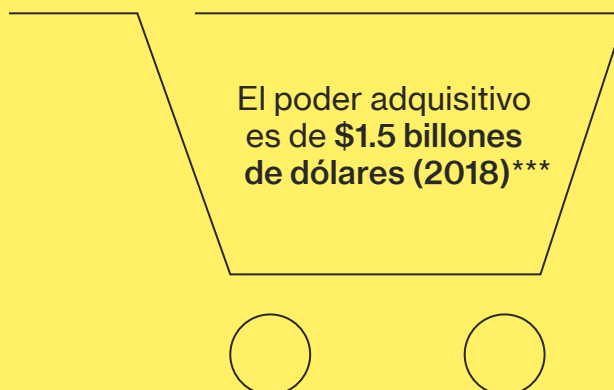 El poder adquisitivo
es de $1.5 billones
de dólares (2018)***